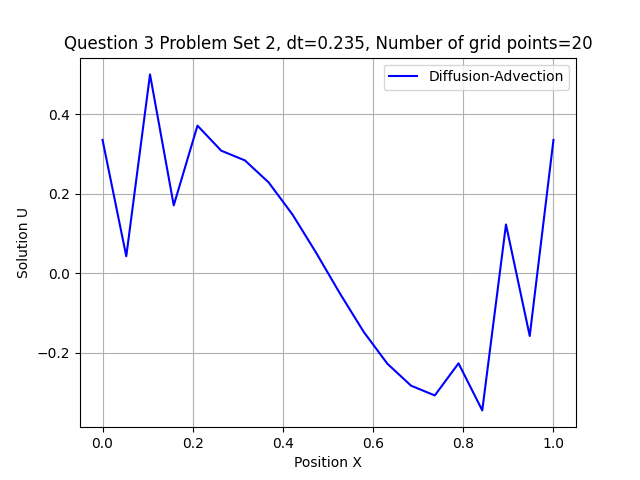 Question 3 Problem Set 2, dt=0.235, Number of grid points=20
Diffusion-Advection
0.4
0.2
0.0
−0.2
Solution U
0.0 0.2 0.4 0.6 0.8 1.0
Position X